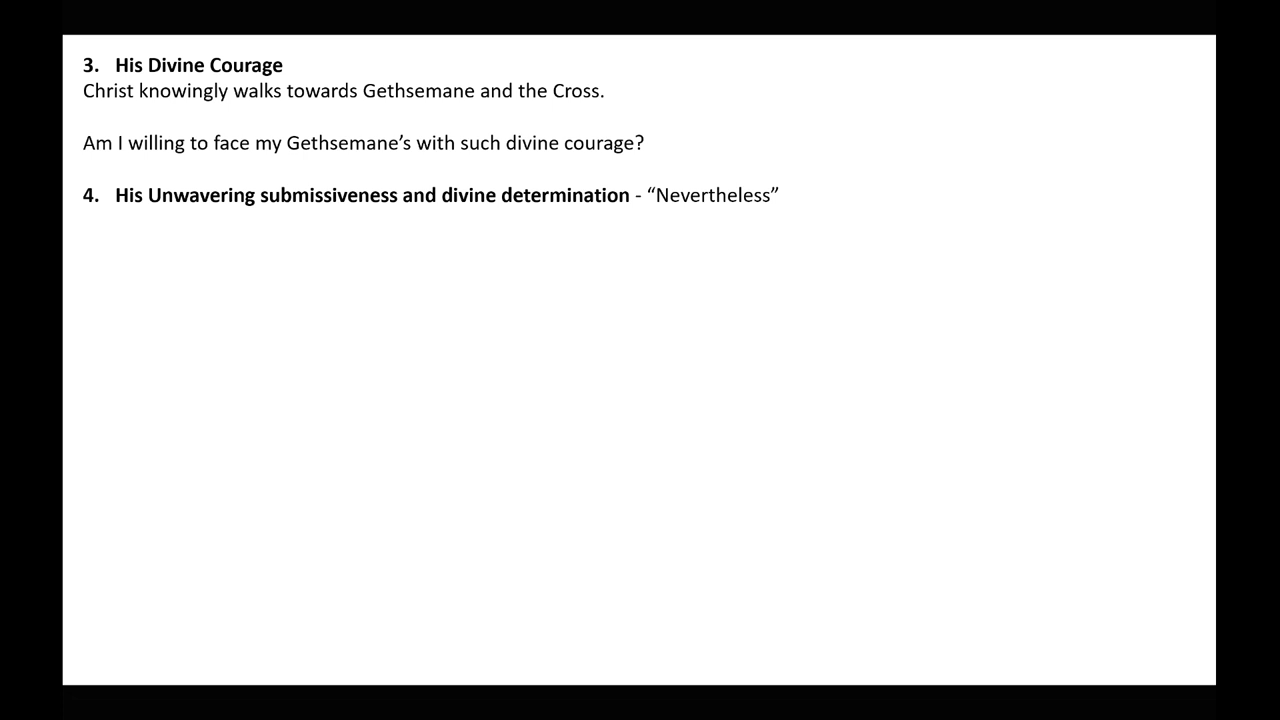 3. His Divine Courage
Christ knowingly walks towards Gethsemane and the Cross.
Am I willing to face my Gethsemane’s with such divine courage?
4. His Unwavering submissiveness and divine determination - “Nevertheless”